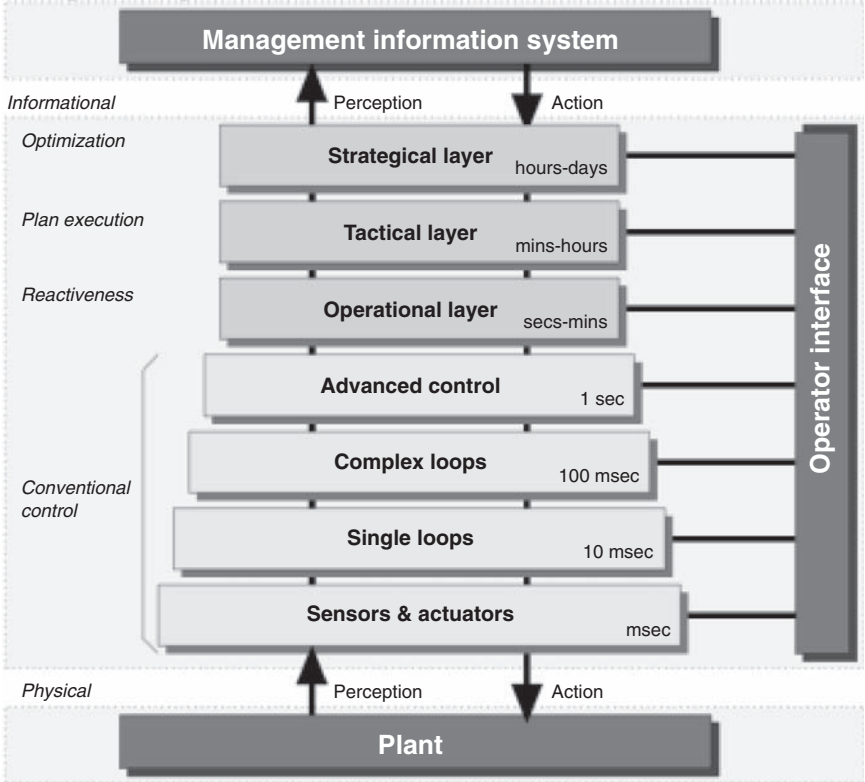 Management information system
Informational
Perception
Action
Optimization
Strategical layer
hours-days
Plan execution
Tactical layer
mins-hours
Reactiveness
Operational layer
secs-mins
Advanced control
1 sec
Complex loops
100 msec
Conventional
control
Single loops
10 msec
Sensors & actuators
msec
Operator interface
Physical
Perception
Action
Plant